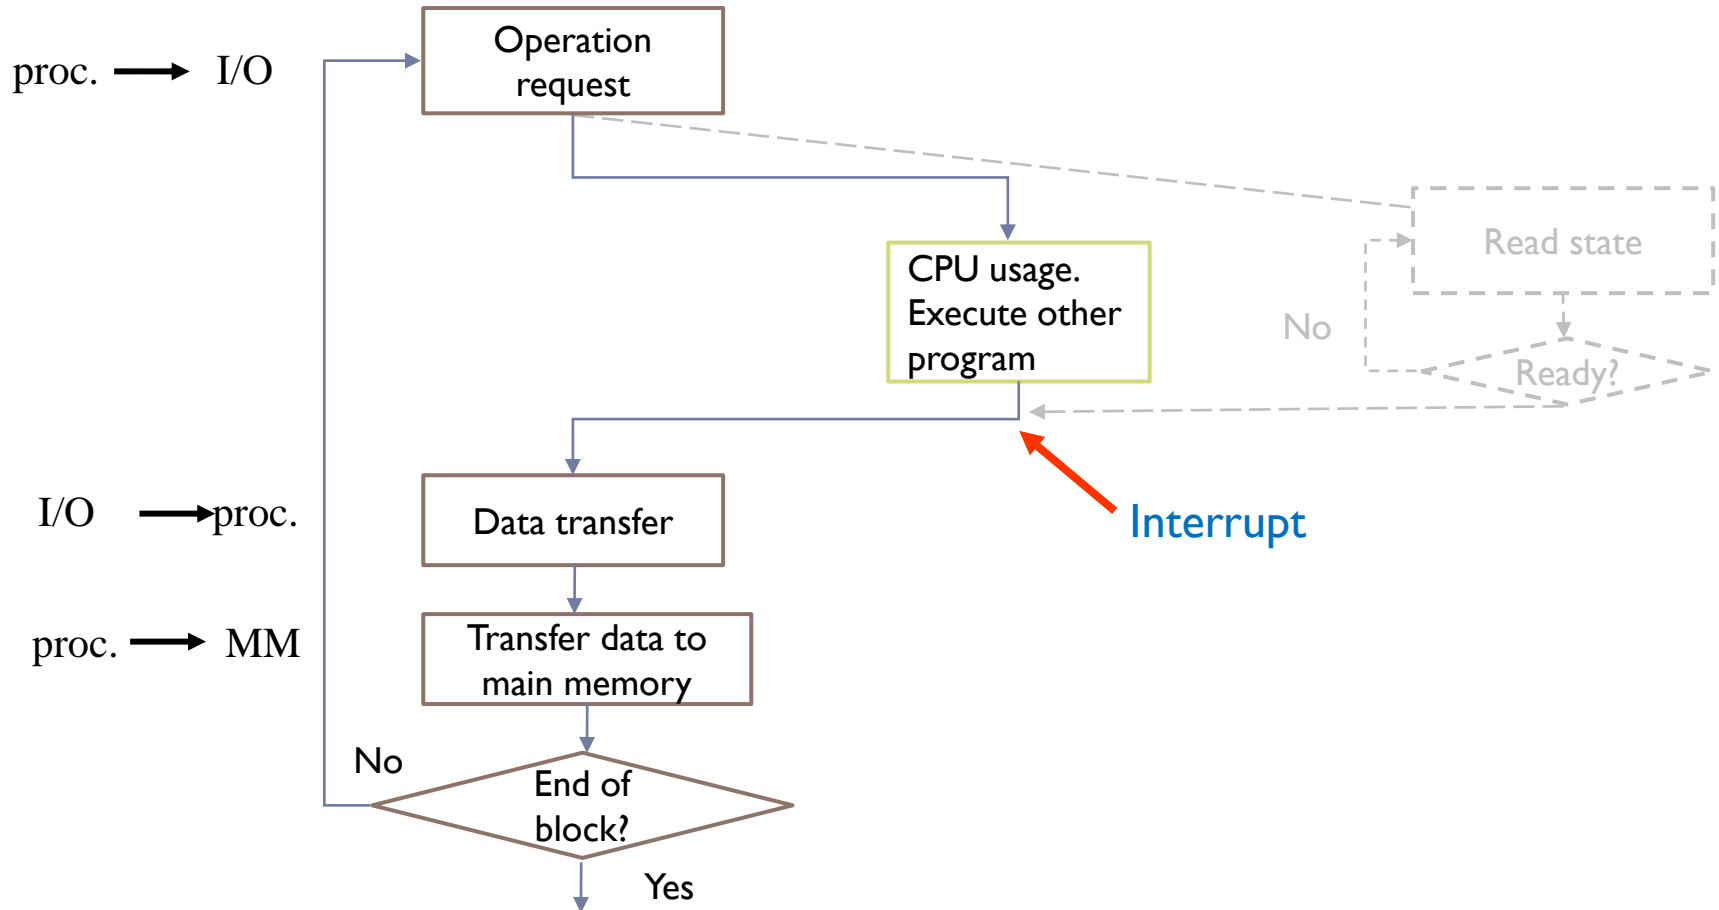 Operation
request
proc. → I/O
Read state
CPU usage.
Execute other
program
No
Ready?
I/O → proc.
Data transfer
Interrupt
proc. → MM
Transfer data to
main memory
No
End of
block?
Yes